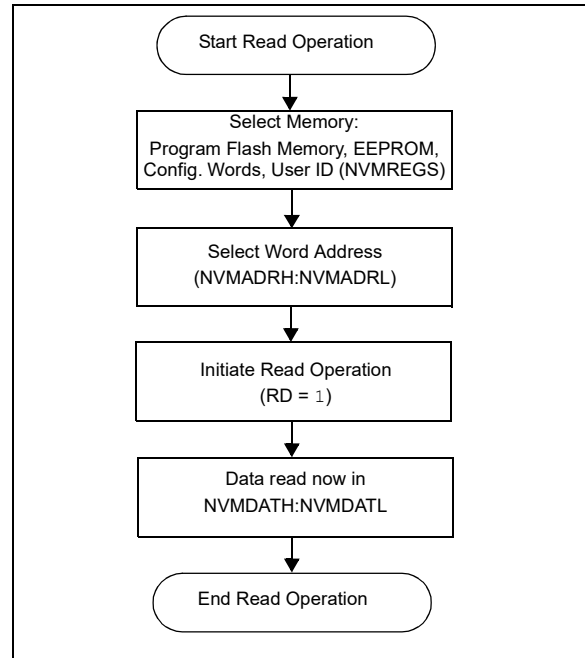 Start Read Operation
Select Memory:
Program Flash Memory, EEPROM,
Config. Words, User ID (NVMREGS)
Select Word Address
(NVMADRH:NVMADRL)
Initiate Read Operation
(RD = 1)
Data read now in
NVMDATH:NVMDATL
End Read Operation